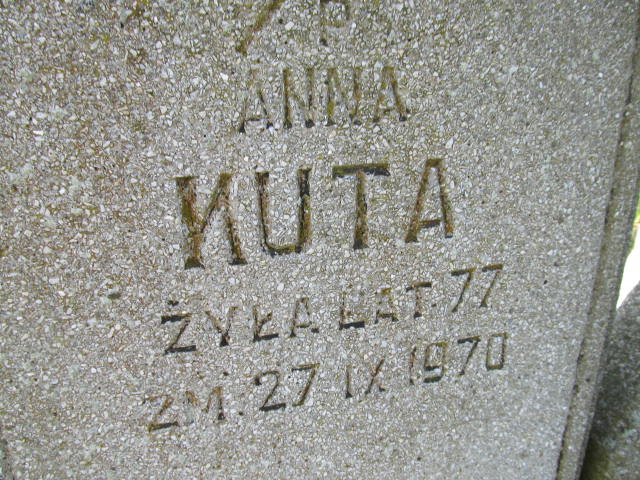 P
ANNA
KUTA
ŻYŁA LAT. 77
ZM. 27 IX 1970